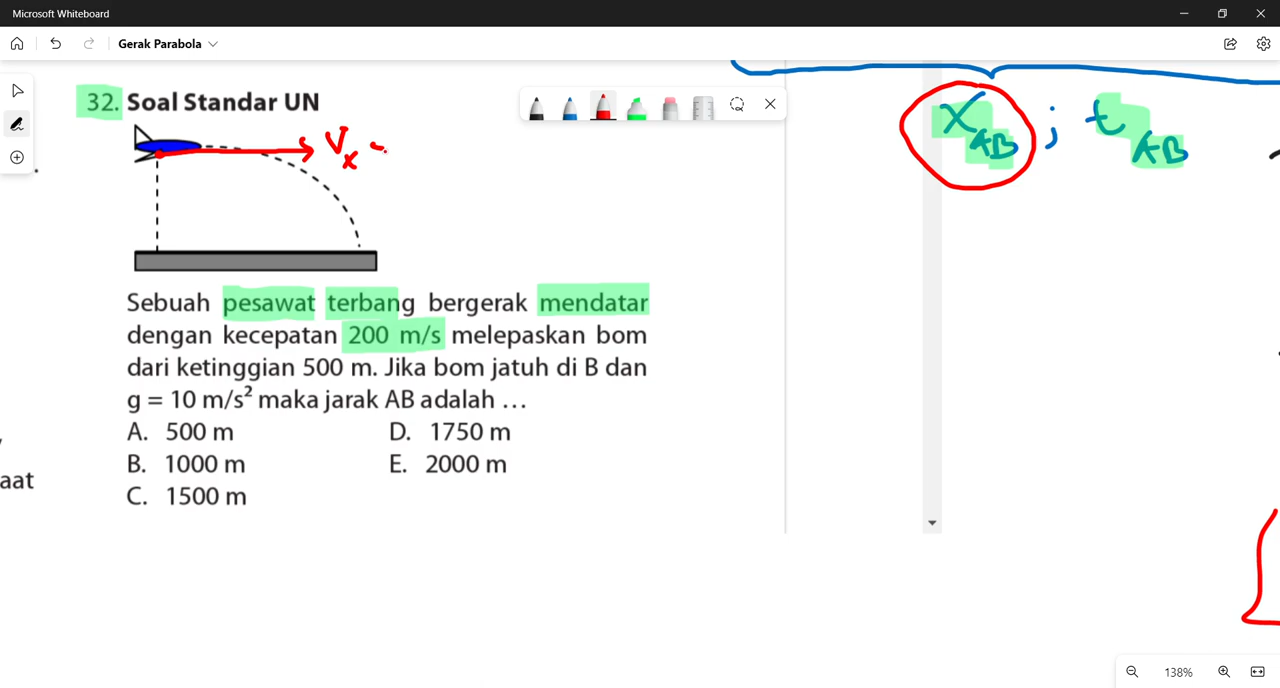 Microsoft Whiteboard
Gerak Parabola
32. Soal Standar UN
Vx =
XAB ; tAB
Sebuah pesawat terbang bergerak mendatar
dengan kecepatan 200 m/s melepaskan bom
dari ketinggian 500 m. Jika bom jatuh di B dan
g = 10 m/s² maka jarak AB adalah ...
A. 500 m
D. 1750 m
B. 1000 m
E. 2000 m
C. 1500 m
aat
138%